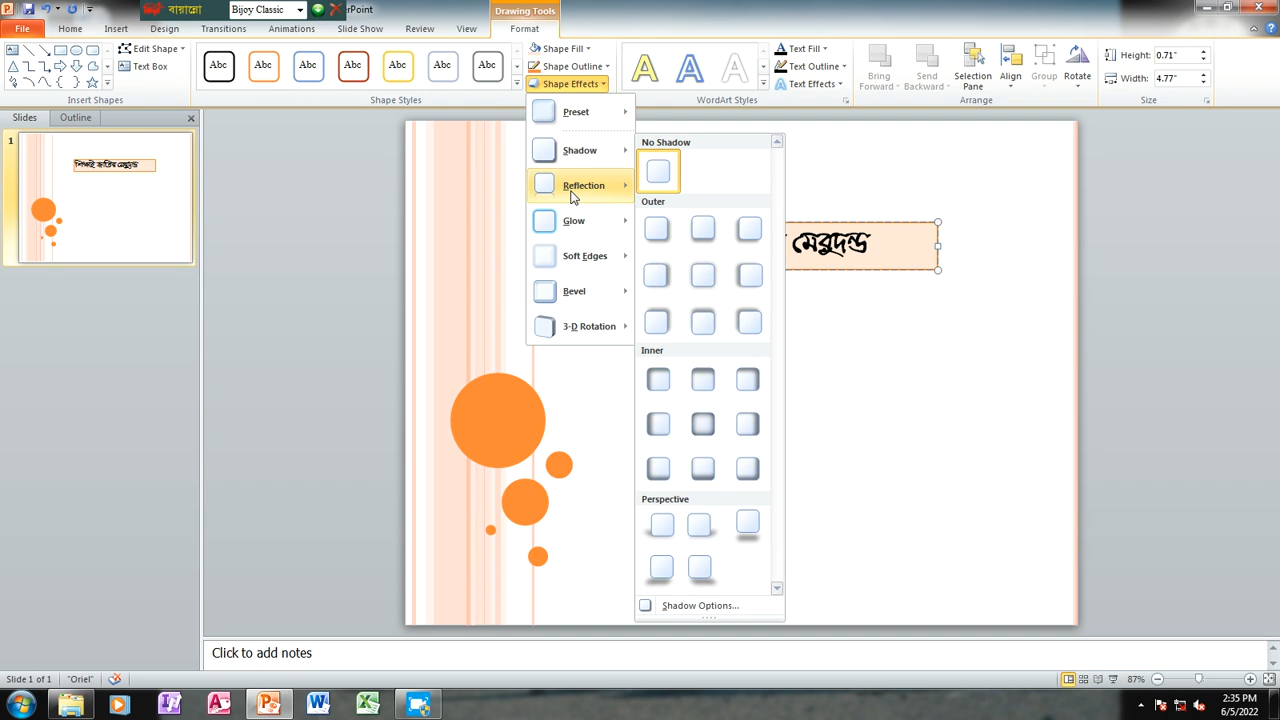 বায়ান্নো
Bijoy Classic
rPoint
Drawing Tools
File
Home
Insert
Design
Transitions
Animations
Slide Show
Review
View
Format
Edit Shape
Text Box
Insert Shapes
Abc
Abc
Abc
Abc
Abc
Abc
Abc
Shape Styles
Shape Fill
Shape Outline
Shape Effects
A
A
A
WordArt Styles
Text Fill
Text Outline
Text Effects
Bring Forward
Send Backward
Selection Pane
Align
Group
Rotate
Arrange
Height: 0.71"
Width: 4.77"
Size
Slides
Outline
1
শিক্ষাই জাতির মেরুদন্ড
Preset
Shadow
Reflection
Glow
Soft Edges
Bevel
3-D Rotation
No Shadow
Outer
Inner
Perspective
Shadow Options...
মেরুদন্ড
Click to add notes
Slide 1 of 1
"Oriel"
87%
2:35 PM
6/5/2022